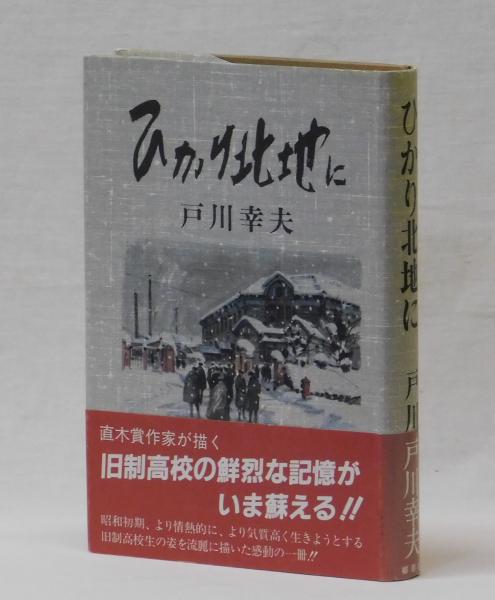 ひかり北地に
戸川幸夫
直木賞作家が描く
旧制高校の鮮烈な記憶が
いま蘇える!!
昭和初期、より情熱的に、より気質高く生きようとする
旧制高校生の姿を流麗に描いた感動の一冊!!
ひかり北地に
戸川
戸川幸夫